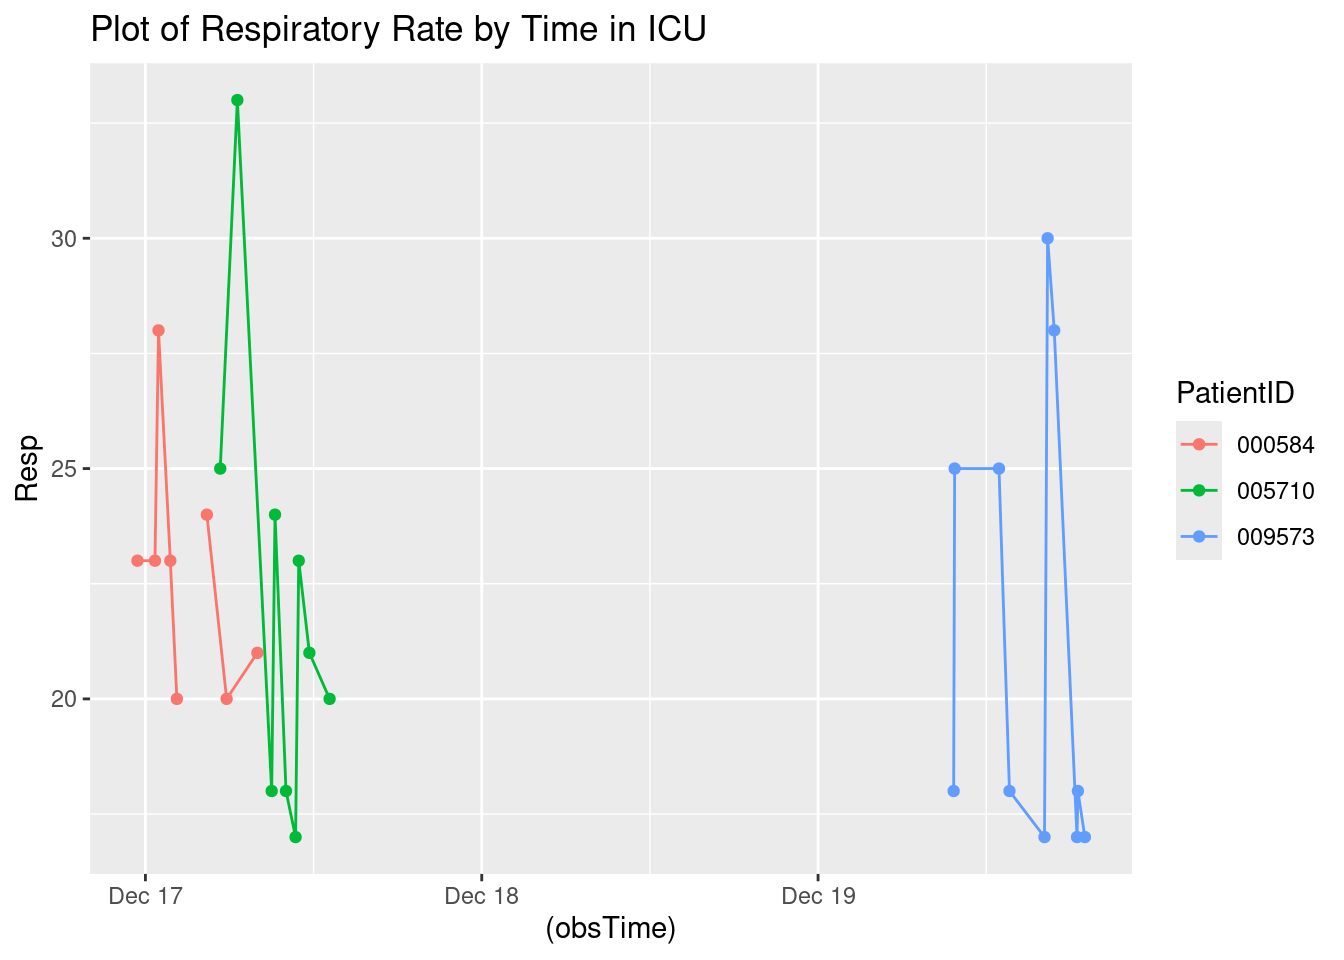 Plot of Respiratory Rate by Time in ICU
30
25
20
Resp
Dec 17
Dec 18
Dec 19
(obsTime)
PatientID
000584
005710
009573